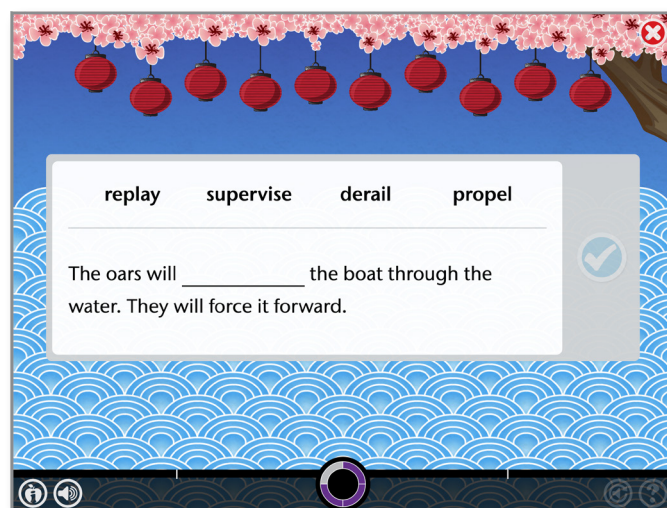 replay supervise derail propel
The oars will ____________ the boat through the
water. They will force it forward.